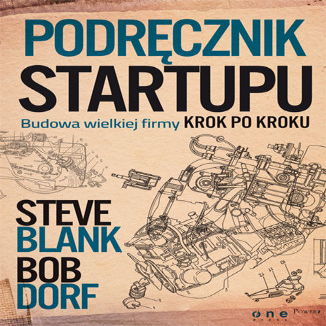 PODRĘCZNIK
STARTUPU
Budowa wielkiej firmy KROK PO KROKU
STEVE
BLANK
BOB
DORF
one